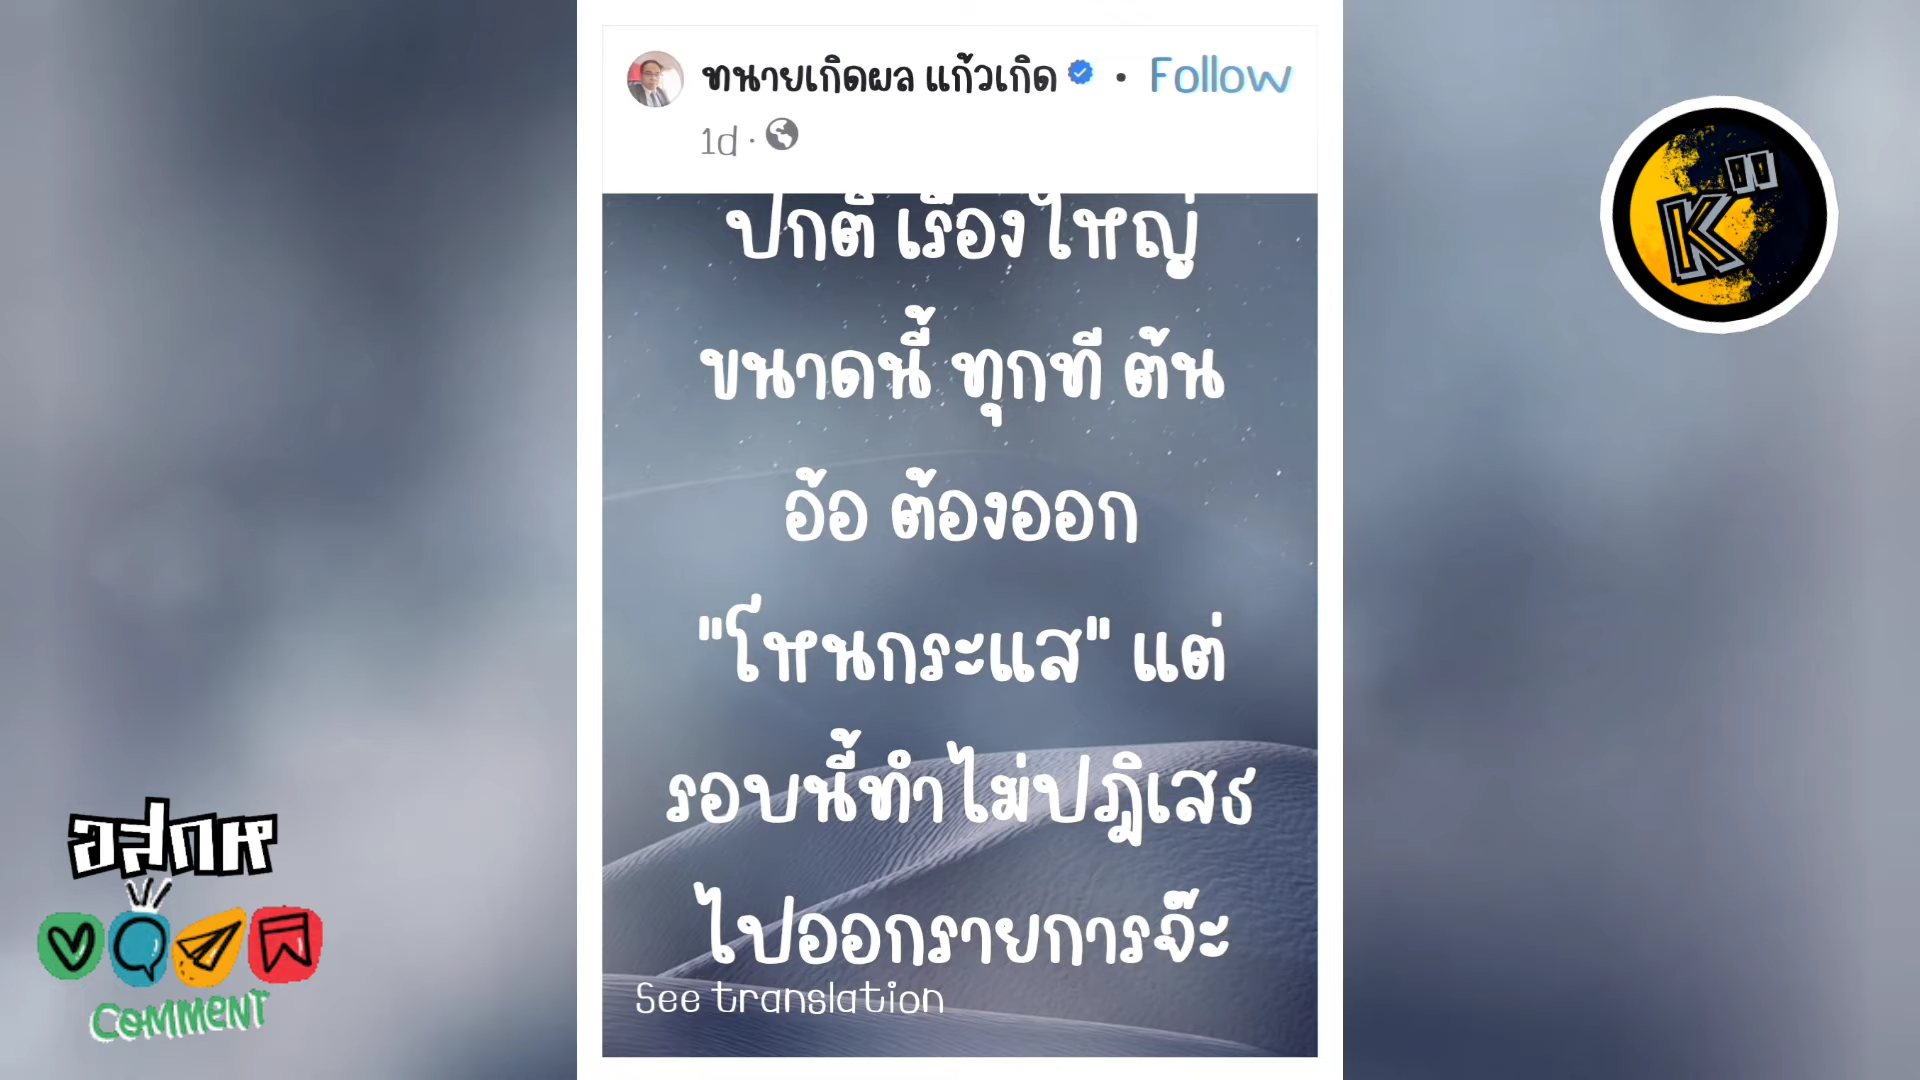 ทนายเกิดผล แก้วเกิด • Follow
1d ·
ปกติ เรื่องใหญ่
ขนาดนี้ ทุกที ต้น
อ้อ ต้องออก
"โหนกระแส" แต่
รอบนี้ทำไม่ปฎิเสธ
ไปออกรายการจ๊ะ
See translation
K"
อสกห
COMMENT